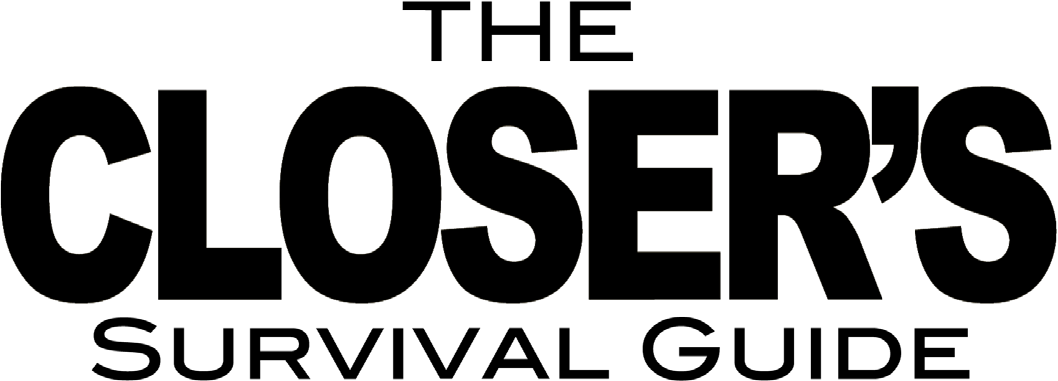 THE
CLOSER'S
SURVIVAL GUIDE